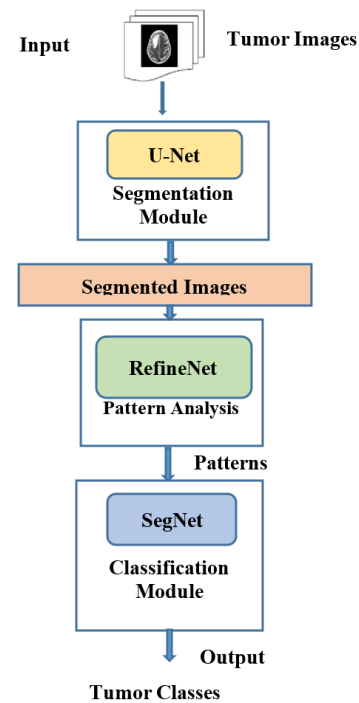 Input
Tumor Images
U-Net
Segmentation
Module
Segmented Images
RefineNet
Pattern Analysis
Patterns
SegNet
Classification
Module
Output
Tumor Classes